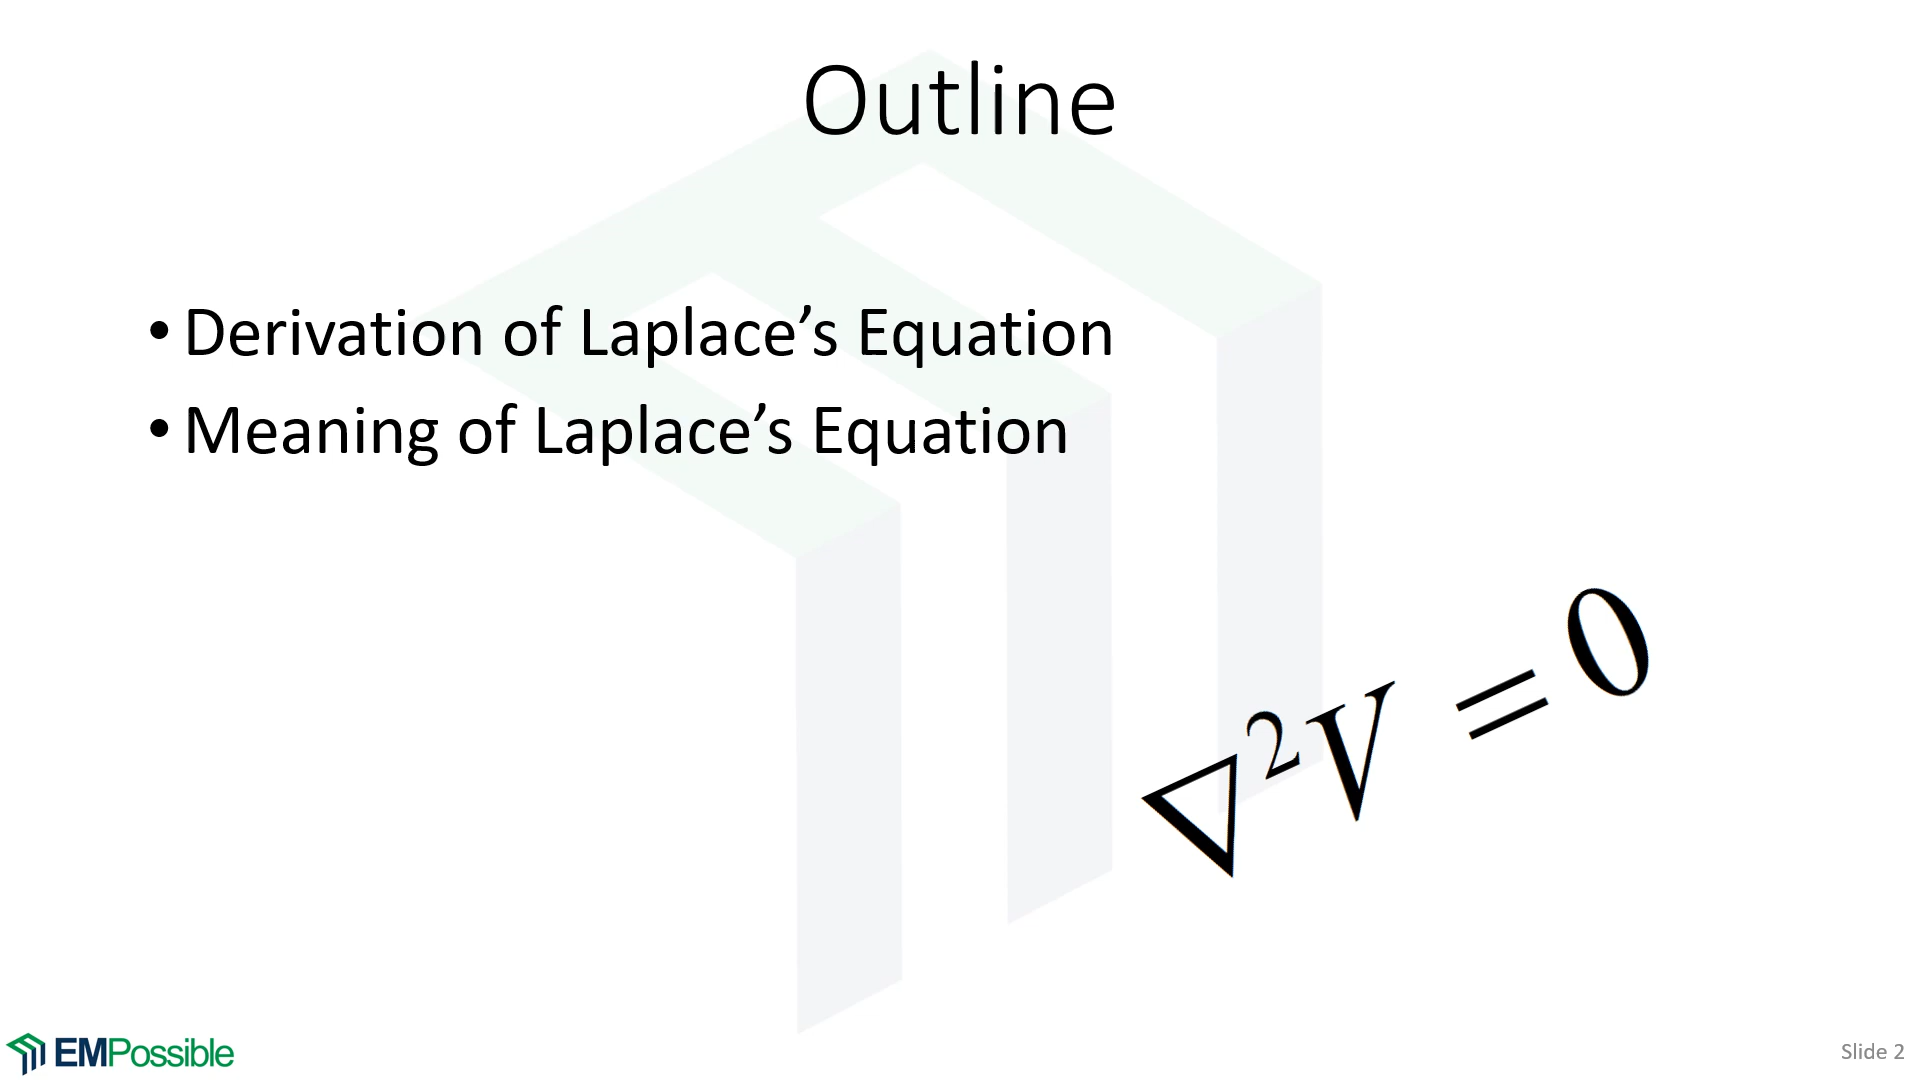 Outline
• Derivation of Laplace’s Equation
• Meaning of Laplace’s Equation
∇²V = 0
EMPossible
Slide 2